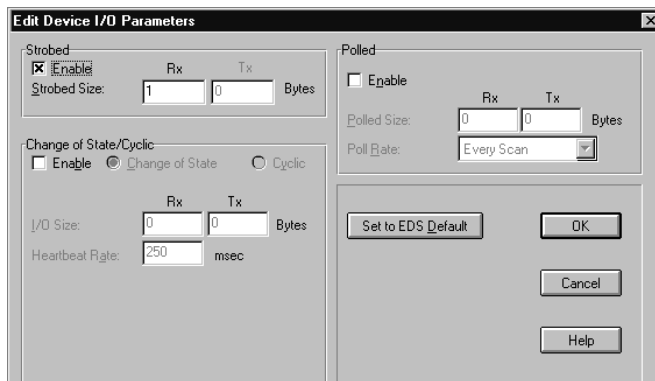 Edit Device I/O Parameters
Strobed
Enable Rx Tx
Strobed Size: 1 0 Bytes
Change of State/Cyclic
Enable Change of State Cyclic
Rx Tx
I/O Size: 0 0 Bytes
Heartbeat Rate: 250 msec
Polled
Enable
Rx Tx
Polled Size: 0 0 Bytes
Poll Rate: Every Scan
Set to EDS Default OK
Cancel
Help